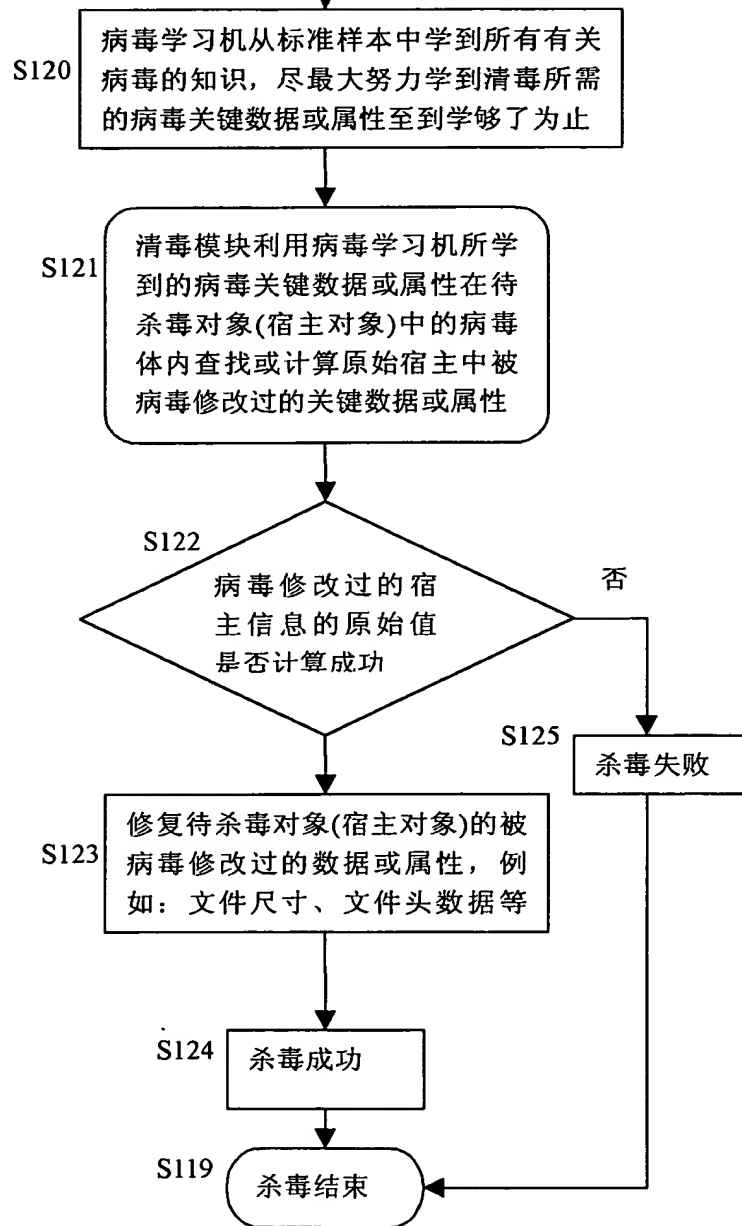 S120
病毒学习机从标准样本中学到所有有关
病毒的知识，尽最大努力学到清毒所需
的病毒关键数据或属性至到学够了为止
S121
清毒模块利用病毒学习机所学
到的病毒关键数据或属性在待
杀毒对象(宿主对象)中的病毒
体内查找或计算原始宿主中被
病毒修改过的关键数据或属性
S122
病毒修改过的宿
主信息的原始值
是否计算成功
否
S125
杀毒失败
S123
修复待杀毒对象(宿主对象)的被
病毒修改过的数据或属性，例
如：文件尺寸、文件头数据等
S124
杀毒成功
S119
杀毒结束